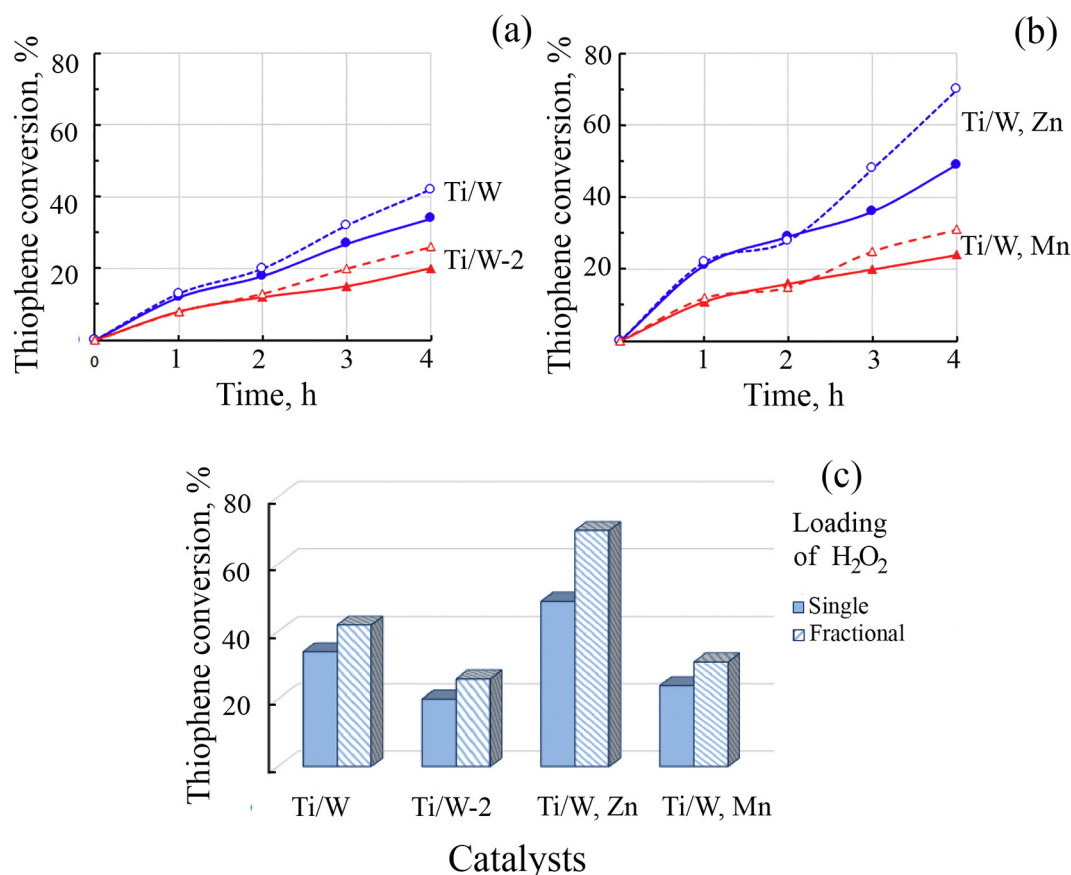 (a)
Thiophene conversion, %
80
60
40
20
0
0
1
2
3
4
Ti/W
Ti/W-2
Time, h
(b)
Thiophene conversion, %
80
60
40
20
1
2
3
4
Ti/W, Zn
Ti/W, Mn
Time, h
(c)
Thiophene conversion, %
80
60
40
20
Loading
of H₂O₂
Single
Fractional
Ti/W
Ti/W-2
Ti/W, Zn
Ti/W, Mn
Catalysts